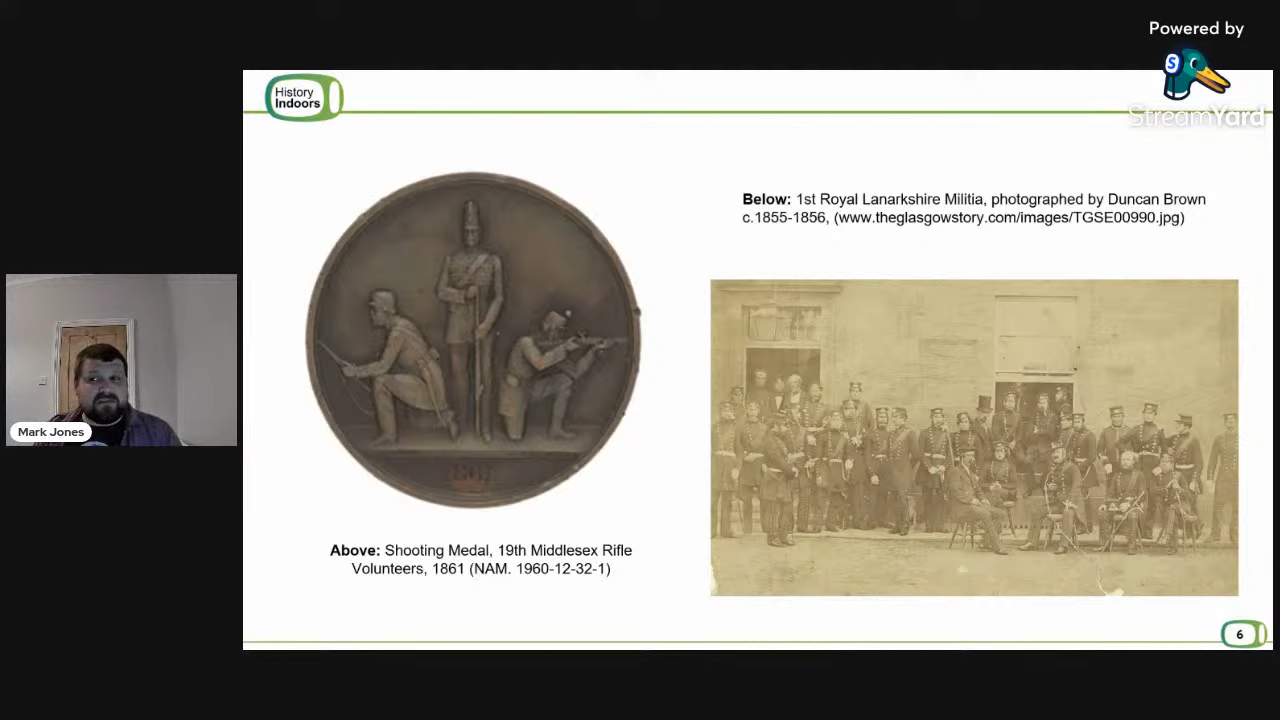 Powered by
S
StreamYard
History
Indoors
Below: 1st Royal Lanarkshire Militia, photographed by Duncan Brown
c.1855-1856, (www.theglasgowstory.com/images/TGSE00990.jpg)
Mark Jones
Above: Shooting Medal, 19th Middlesex Rifle
Volunteers, 1861 (NAM. 1960-12-32-1)
6